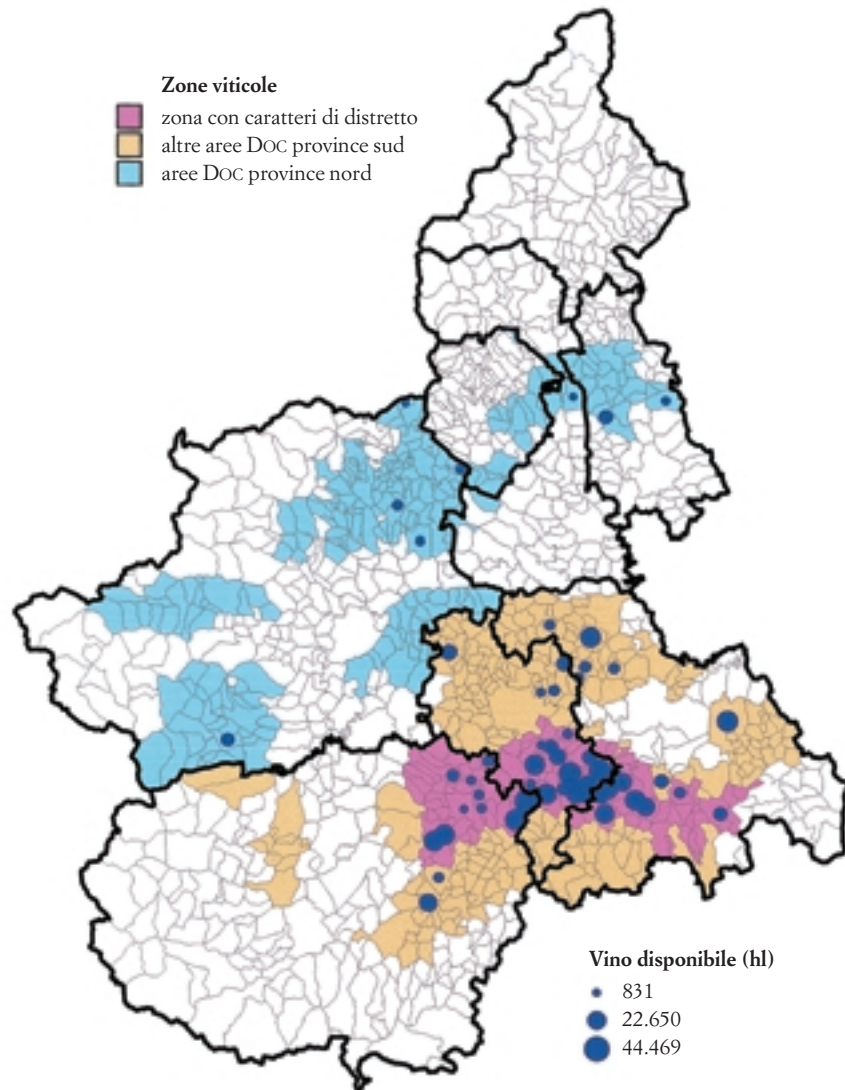 Zone viticole
zona con caratteri di distretto
altre aree DOC province sud
aree DOC province nord
Vino disponibile (hl)
831
22.650
44.469